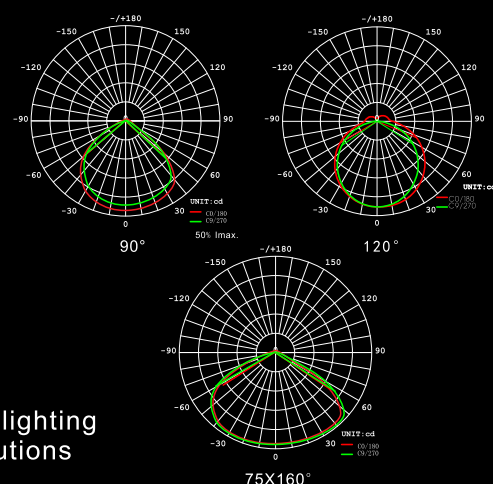 -/+180
-150 150
-120 120
-90 90
-60 60
-30 30
0
UNIT:cd
C0/180
C9/270
50% Imax.
90°
-/+180
-150 150
-120 120
-90 90
-60 60
-30 30
0
UNIT:cd
C0/180
C9/270
120°
-/+180
-150 150
-120 120
-90 90
-60 60
-30 30
0
UNIT:cd
C0/180
C9/270
75X160°
lighting
utions